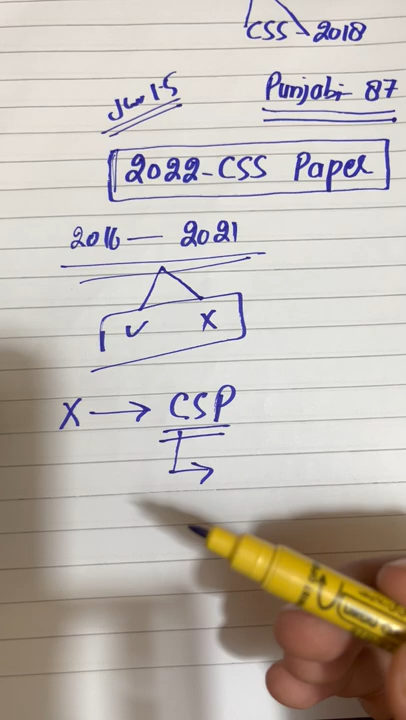 CSS 2018
Punjabi- 87
2022-CSS Paper
2016 — 2021
✓ X
X → CSP